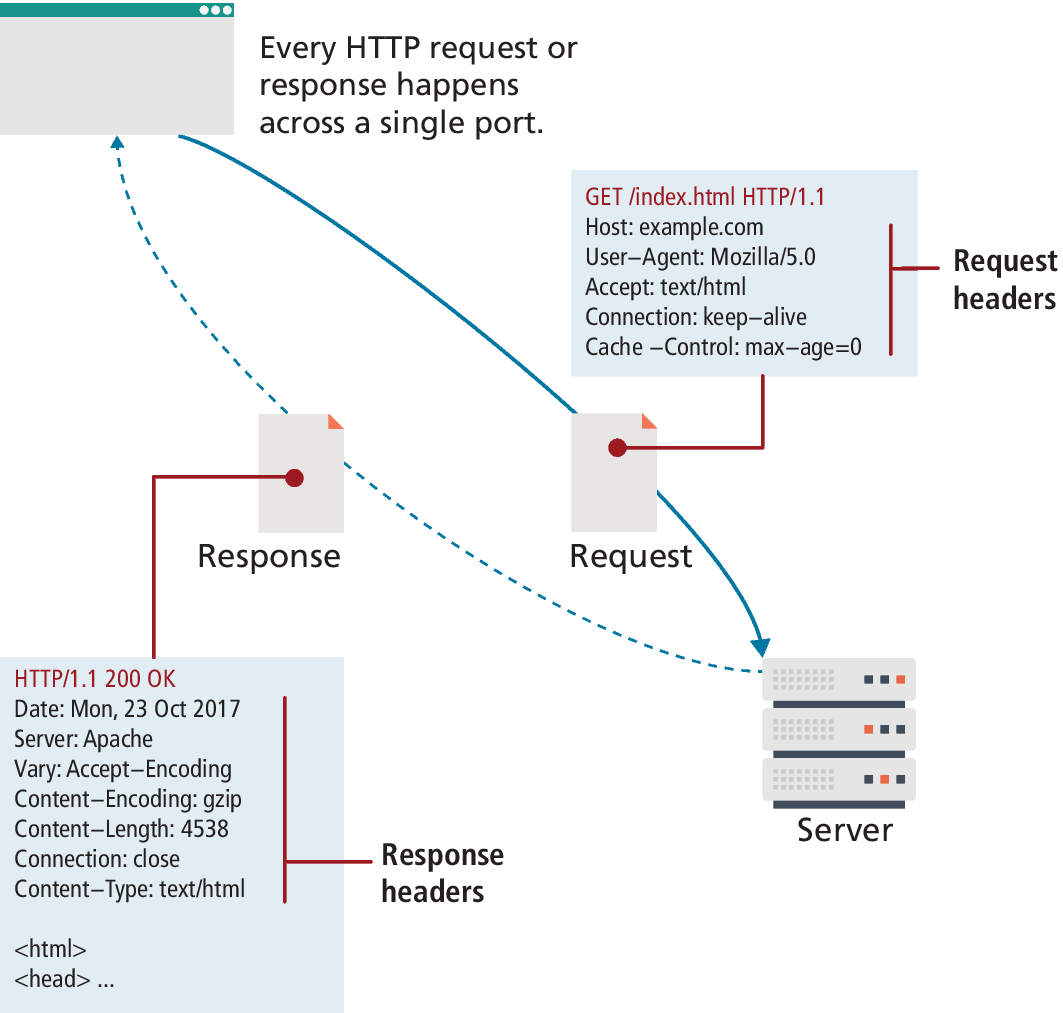 Every HTTP request or
response happens
across a single port.
GET /index.html HTTP/1.1
Host: example.com
User–Agent: Mozilla/5.0
Accept: text/html
Connection: keep–alive
Cache –Control: max–age=0
Request
headers
Response
Request
HTTP/1.1 200 OK
Date: Mon, 23 Oct 2017
Server: Apache
Vary: Accept–Encoding
Content–Encoding: gzip
Content–Length: 4538
Connection: close
Content–Type: text/html
<html>
<head> ...
Response
headers
Server